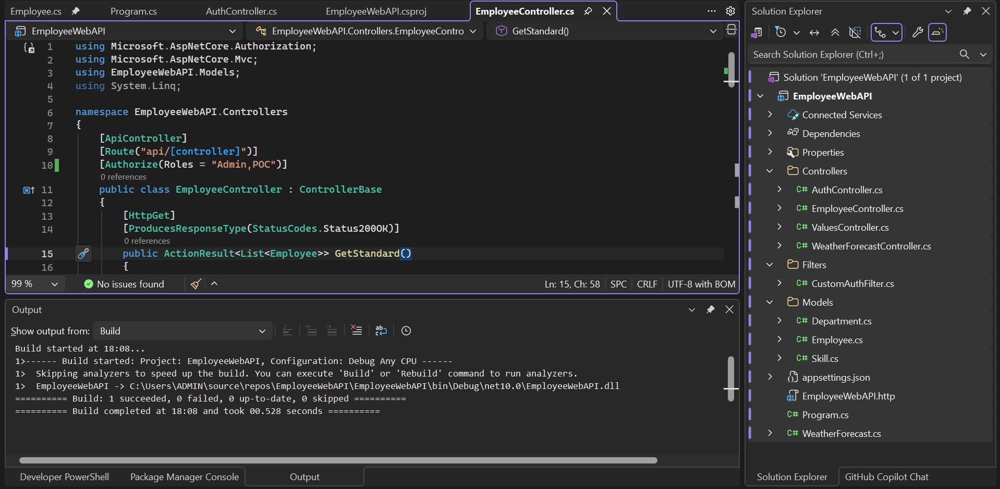 Employee.cs
Program.cs
AuthController.cs
EmployeeWebAPI.csproj
EmployeeController.cs
EmployeeWebAPI
EmployeeWebAPI.Controllers.EmployeeContro
GetStandard()
1 using Microsoft.AspNetCore.Authorization;
2 using Microsoft.AspNetCore.Mvc;
3 using EmployeeWebAPI.Models;
4 using System.Linq;
5
6 namespace EmployeeWebAPI.Controllers
7 {
8 [ApiController]
9 [Route("api/[controller]")]
10 [Authorize(Roles = "Admin,POC")]
0 references
11 public class EmployeeController : ControllerBase
12 {
13 [HttpGet]
14 [ProducesResponseType(StatusCodes.Status200OK)]
0 references
15 public ActionResult<List<Employee>> GetStandard()
16 {
99 %
No issues found
Ln: 15, Ch: 58
SPC
CRLF
UTF-8 with BOM
Output
Show output from: Build
Build started at 18:08...
1>------ Build started: Project: EmployeeWebAPI, Configuration: Debug Any CPU ------
1>  Skipping analyzers to speed up the build. You can execute 'Build' or 'Rebuild' command to run analyzers.
1>  EmployeeWebAPI -> C:\Users\ADMIN\source\repos\EmployeeWebAPI\EmployeeWebAPI\bin\Debug\net10.0\EmployeeWebAPI.dll
========== Build: 1 succeeded, 0 failed, 0 up-to-date, 0 skipped ==========
========== Build completed at 18:08 and took 00.528 seconds ==========
Developer PowerShell
Package Manager Console
Output
Solution Explorer
Search Solution Explorer (Ctrl+;)
Solution 'EmployeeWebAPI' (1 of 1 project)
EmployeeWebAPI
Connected Services
Dependencies
Properties
Controllers
C# AuthController.cs
C# EmployeeController.cs
C# ValuesController.cs
C# WeatherForecastController.cs
Filters
C# CustomAuthFilter.cs
Models
C# Department.cs
C# Employee.cs
C# Skill.cs
appsettings.json
EmployeeWebAPI.http
C# Program.cs
C# WeatherForecast.cs
Solution Explorer
GitHub Copilot Chat